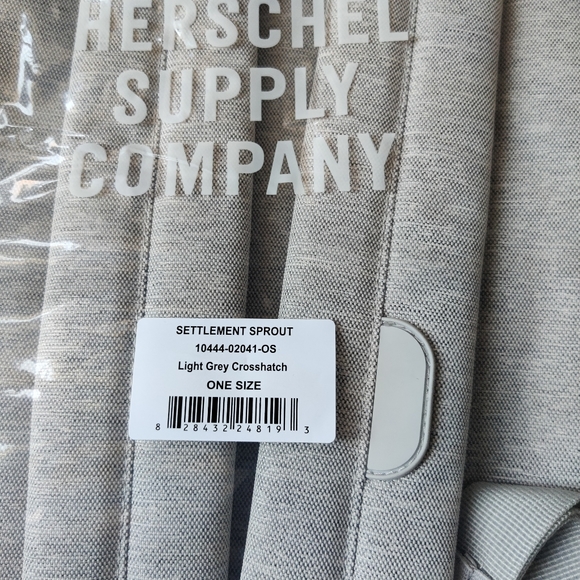 HERSCHEL
SUPPLY
COMPANY
SETTLEMENT SPROUT
10444-02041-OS
Light Grey Crosshatch
ONE SIZE
8 28432 24819 3